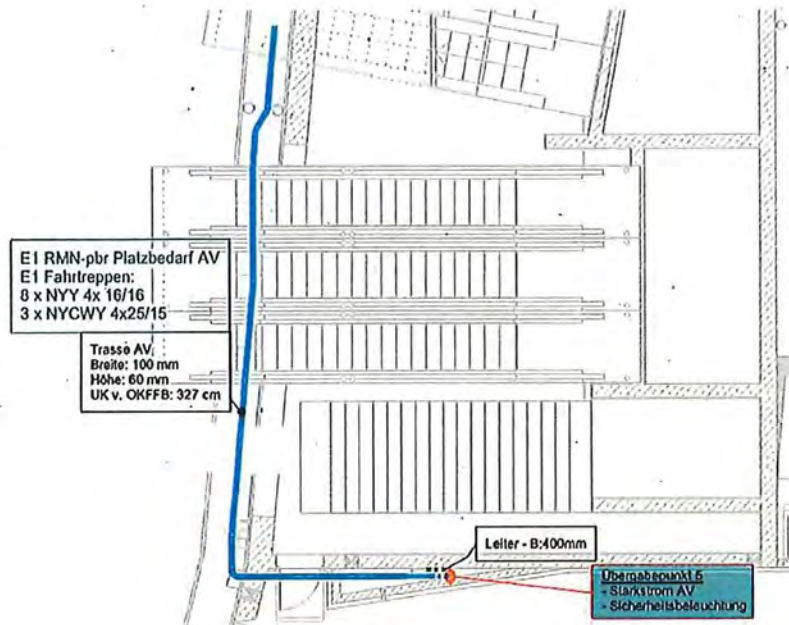 E1 RMN-pbr Platzbedarf AV
E1 Fahrtreppen:
8 x NYY 4x 16/16
3 x NYCWY 4x25/15
Trasse AV
Breite: 100 mm
Höhe: 60 mm
UK v. OKFFB: 327 cm
Leiter - B:400mm
Übergabepunkt 5
- Starkstrom AV
- Sicherheitsbeleuchtung